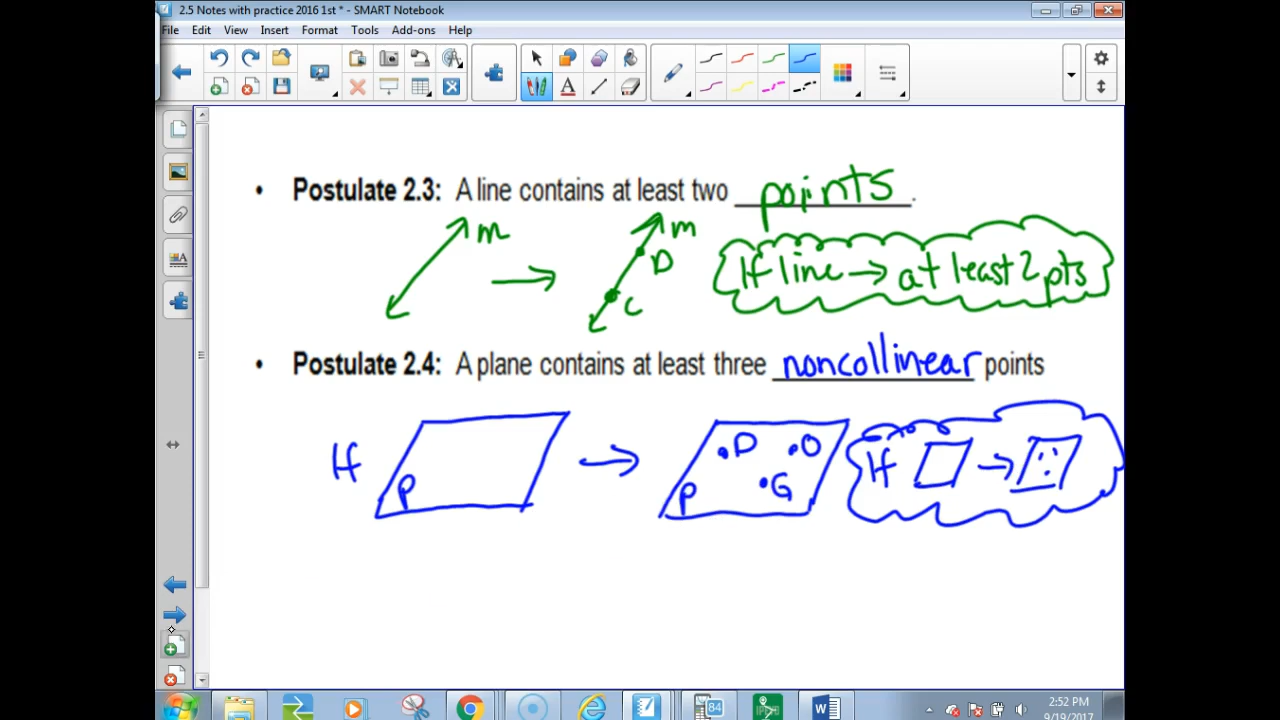 2.5 Notes with practice 2016 1st * - SMART Notebook
File Edit View Insert Format Tools Add-ons Help
• Postulate 2.3: A line contains at least two points.
m
m
D
C
If line → at least 2 pts
• Postulate 2.4: A plane contains at least three noncollinear points
If P → P D O G
If →
84
2:52 PM
9/19/2017